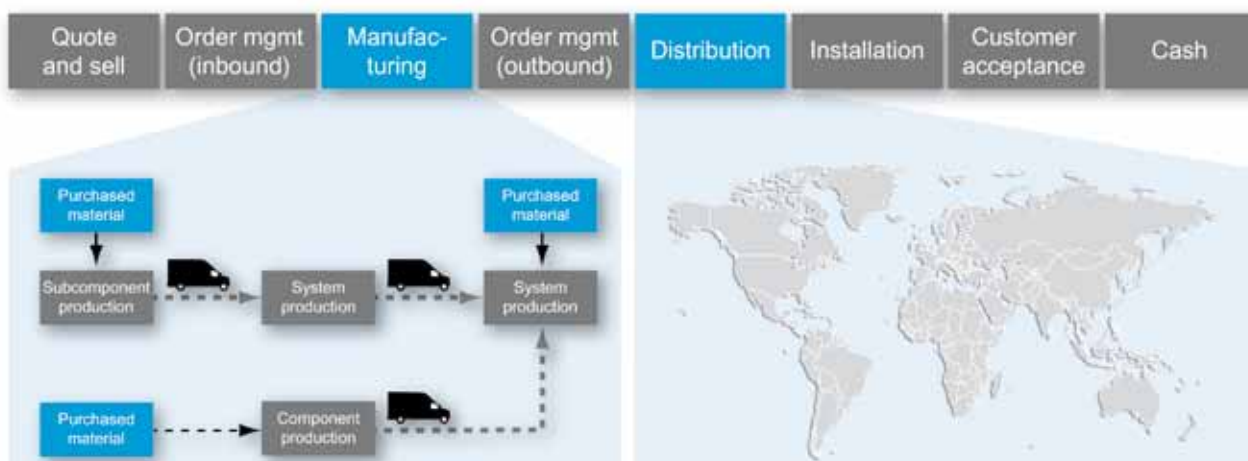 Quote
and sell
Order mgmt
(inbound)
Manufac-
turing
Order mgmt
(outbound)
Distribution
Installation
Customer
acceptance
Cash
Purchased
material
Purchased
material
Subcomponent
production
System
production
System
production
Purchased
material
Component
production